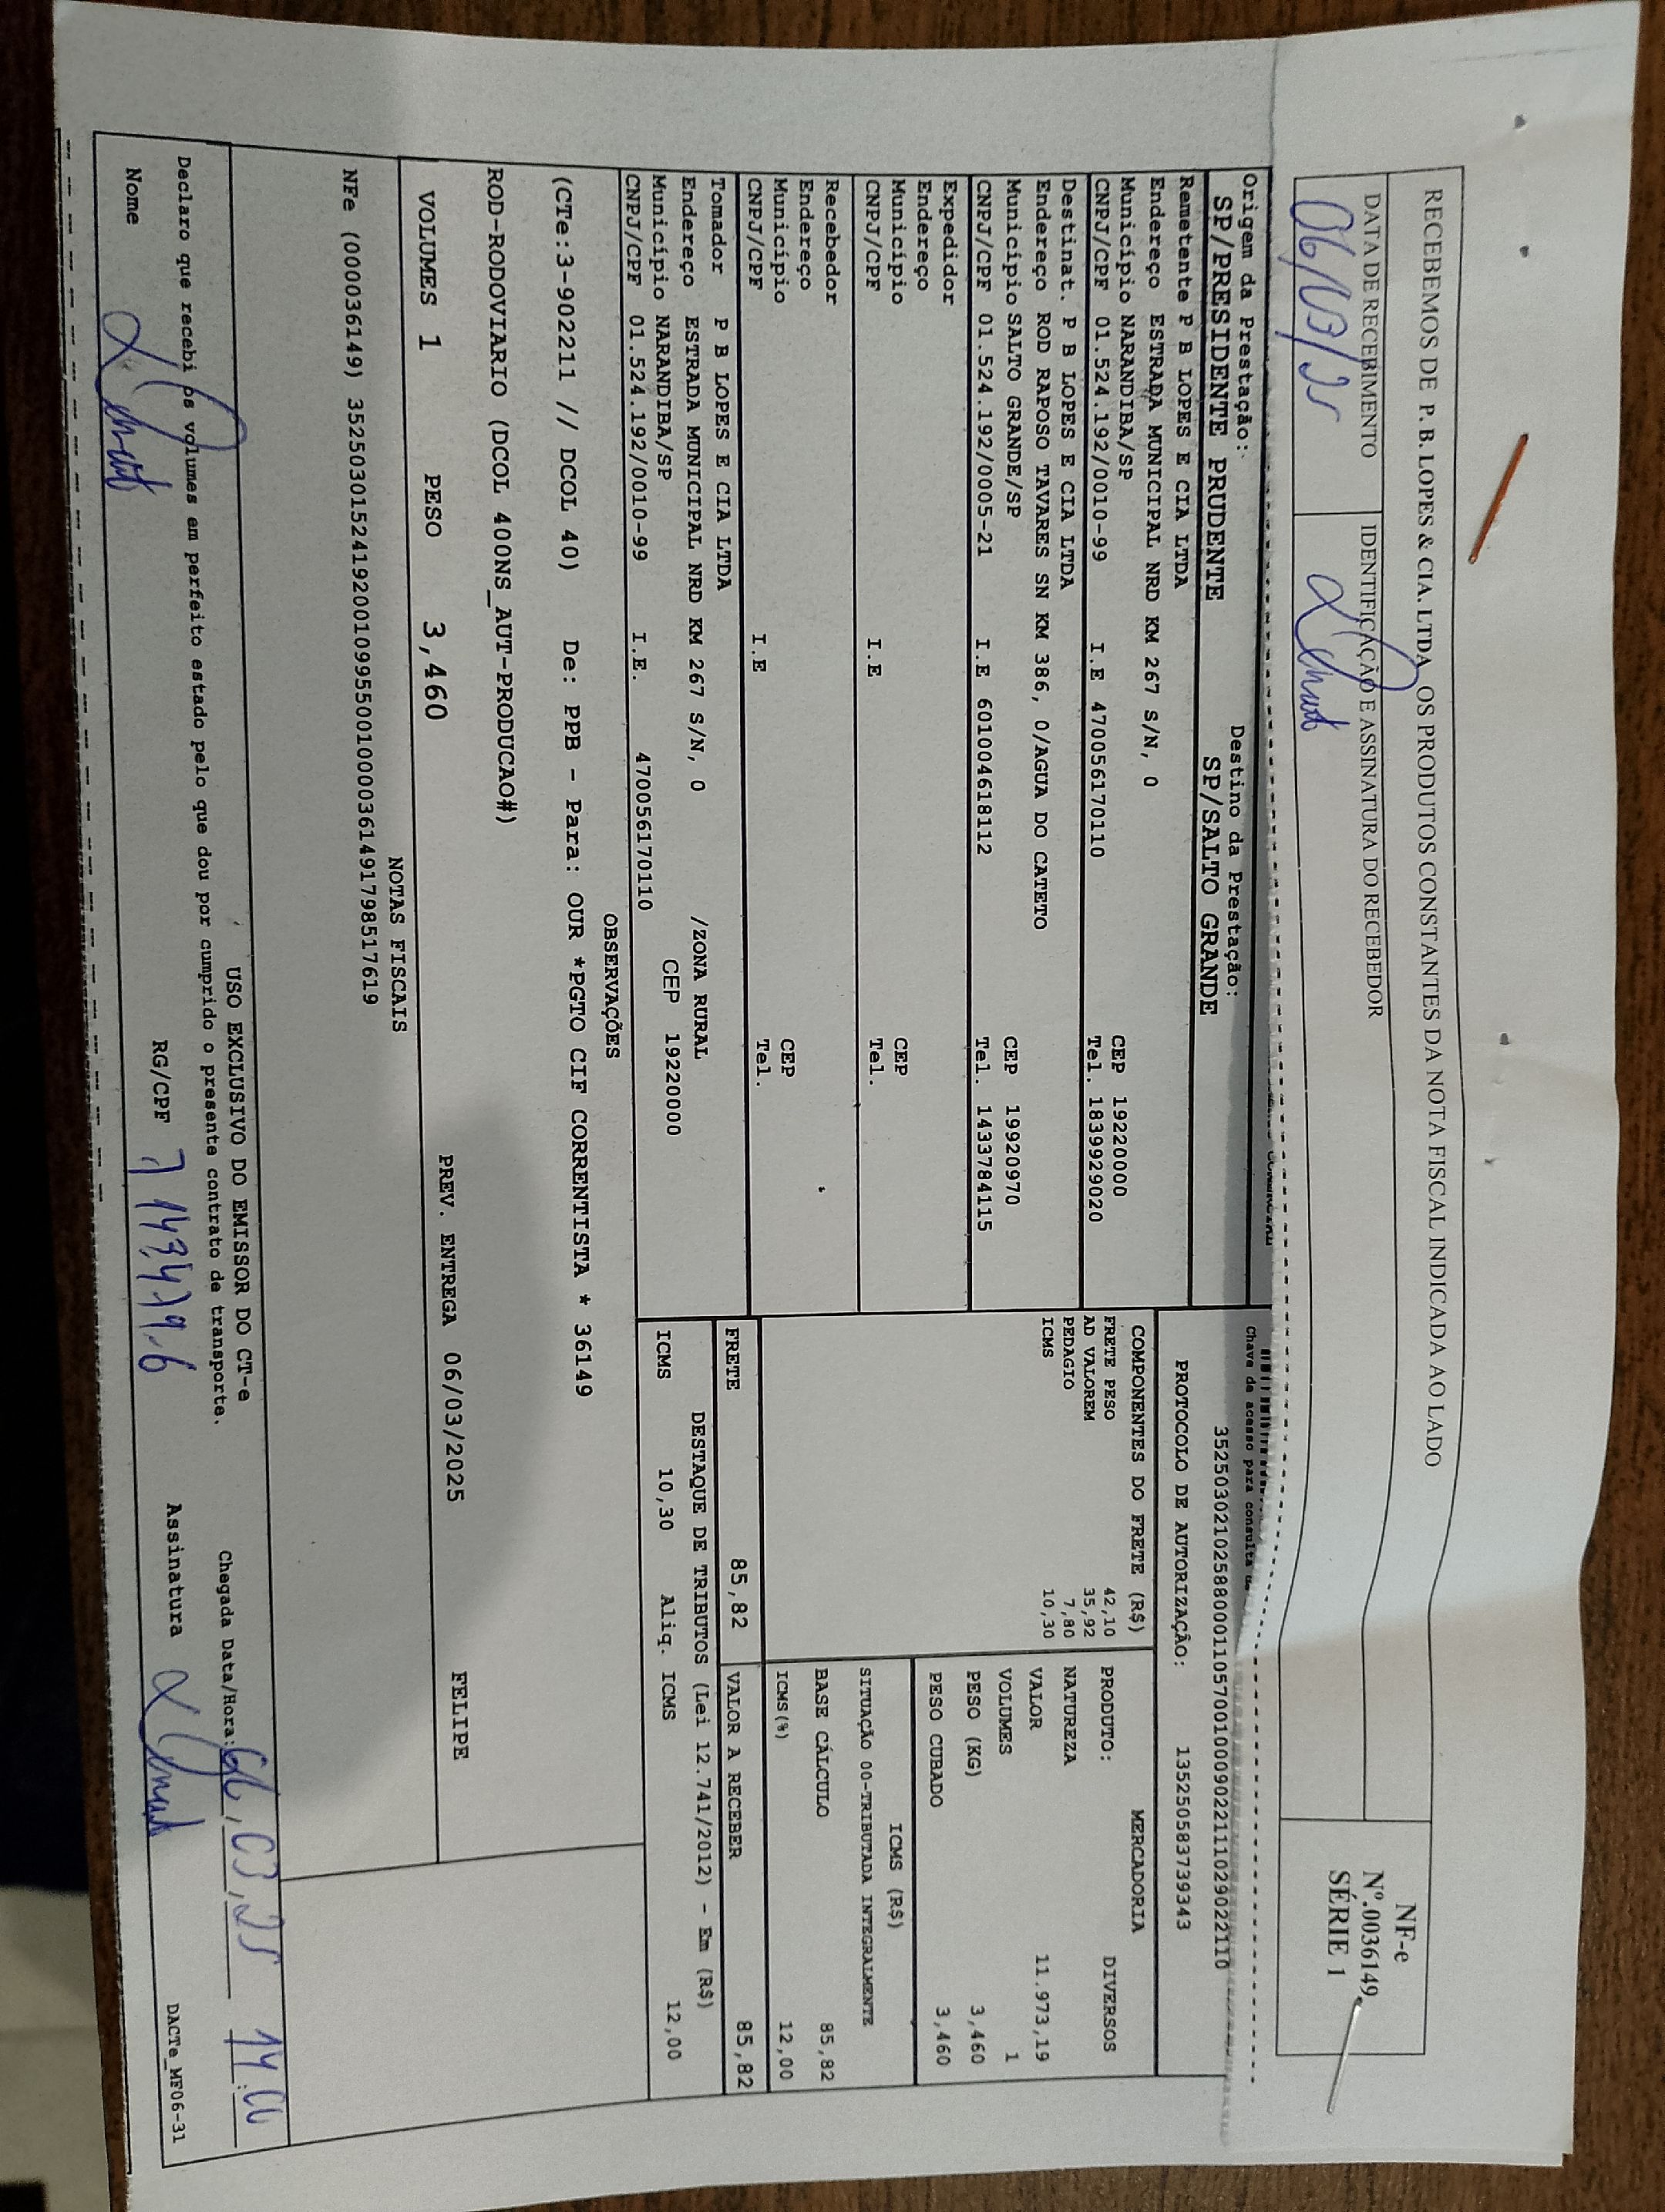 RECEBEMOS DE P. B. LOPES & CIA. LTDA, OS PRODUTOS CONSTANTES DA NOTA FISCAL INDICADA AO LADO
DATA DE RECEBIMENTO
06/03/25
IDENTIFICAÇÃO E ASSINATURA DO RECEBEDOR
NF-e
Nº.0036149
SÉRIE 1
Chave de acesso para consulta
35250302102588000110570010009022111029022110
Origem da Prestação:
Destino da Prestação:
SP/PRESIDENTE PRUDENTE SP/SALTO GRANDE
PROTOCOLO DE AUTORIZAÇÃO: 135250583739343
Remetente P B LOPES E CIA LTDA
Endereço ESTRADA MUNICIPAL NRD KM 267 S/N, 0
Município NARANDIBA/SP CEP 19220000
CNPJ/CPF 01.524.192/0010-99 I.E 470056170110 Tel. 1839929020
Destinat. P B LOPES E CIA LTDA
Endereço ROD RAPOSO TAVARES SN KM 386, 0/AGUA DO CATETO
Município SALTO GRANDE/SP CEP 19920970
CNPJ/CPF 01.524.192/0005-21 I.E 601004618112 Tel. 1433784115
Expedidor
Endereço
Município CEP
CNPJ/CPF I.E Tel.
Recebedor
Endereço
Município CEP
CNPJ/CPF I.E Tel.
Tomador P B LOPES E CIA LTDA
Endereço ESTRADA MUNICIPAL NRD KM 267 S/N, 0 /ZONA RURAL
Município NARANDIBA/SP CEP 19220000
CNPJ/CPF 01.524.192/0010-99 I.E. 470056170110
COMPONENTES DO FRETE (R$)
FRETE PESO 42,10
AD VALOREM 35,92
PEDAGIO 7,80
ICMS 10,30
MERCADORIA
PRODUTO: DIVERSOS
NATUREZA
VALOR 11.973,19
VOLUMES 1
PESO (KG) 3,460
PESO CUBADO 3,460
ICMS (R$)
SITUAÇÃO 00-TRIBUTADA INTEGRALMENTE
BASE CÁLCULO 85,82
ICMS(%) 12,00
FRETE 85,82 VALOR A RECEBER 85,82
DESTAQUE DE TRIBUTOS (Lei 12.741/2012) - Em (R$)
ICMS 10,30 Aliq. ICMS 12,00
OBSERVAÇÕES
(CTe:3-902211 // DCOL 40) De: PPB - Para: OUR *PGTO CIF CORRENTISTA * 36149
ROD-RODOVIARIO (DCOL 400NS_AUT-PRODUCAO#)
VOLUMES 1 PESO 3,460 PREV. ENTREGA 06/03/2025 FELIPE
NOTAS FISCAIS
NFe (000036149) 35250301524192001099550010000361491798517619
USO EXCLUSIVO DO EMISSOR DO CT-e
Declaro que recebi os volumes em perfeito estado pelo que dou por cumprido o presente contrato de transporte.
Chegada Data/Hora: 06,03,25 14:00
Nome
RG/CPF
Assinatura
DACTe_MF06-31